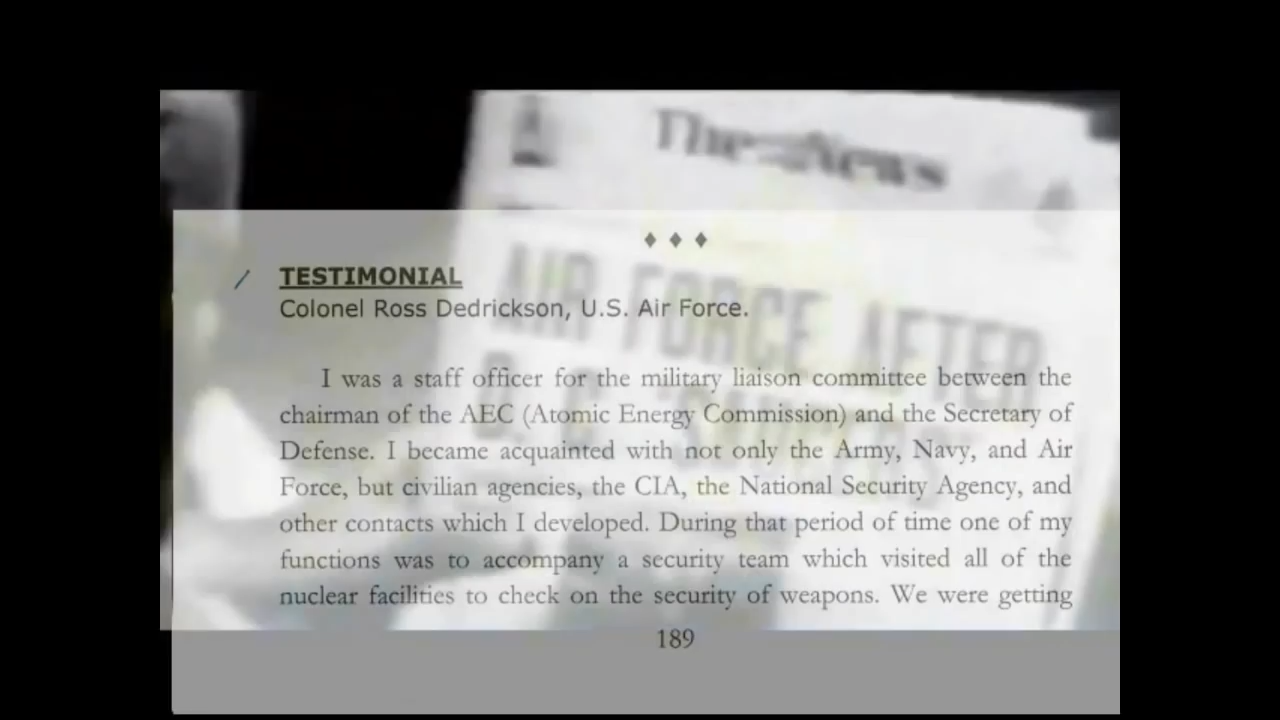 The News
AIR FORCE AFTER
D. C. 'SAUCERS'
♦ ♦ ♦
TESTIMONIAL
Colonel Ross Dedrickson, U.S. Air Force.
I was a staff officer for the military liaison committee between the
chairman of the AEC (Atomic Energy Commission) and the Secretary of
Defense. I became acquainted with not only the Army, Navy, and Air
Force, but civilian agencies, the CIA, the National Security Agency, and
other contacts which I developed. During that period of time one of my
functions was to accompany a security team which visited all of the
nuclear facilities to check on the security of weapons. We were getting
189